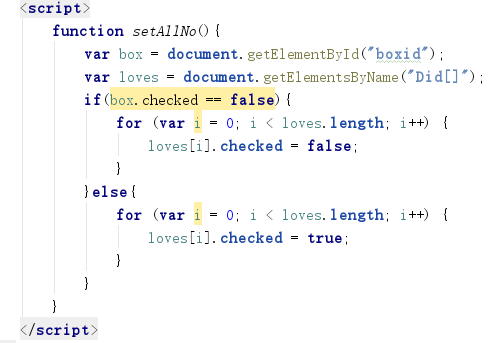 <script>
function setAllNo(){
var box = document.getElementById("boxid");
var loves = document.getElementsByName("Did[]");
if(box.checked == false){
for (var i = 0; i < loves.length; i++) {
loves[i].checked = false;
}
}else{
for (var i = 0; i < loves.length; i++) {
loves[i].checked = true;
}
}
}
</script>